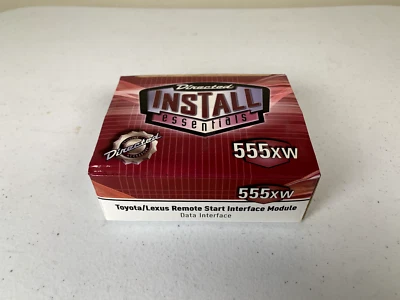 Directed
INSTALL
essentials
Directed
555XW
555XW
Toyota/Lexus Remote Start Interface Module
Data Interface